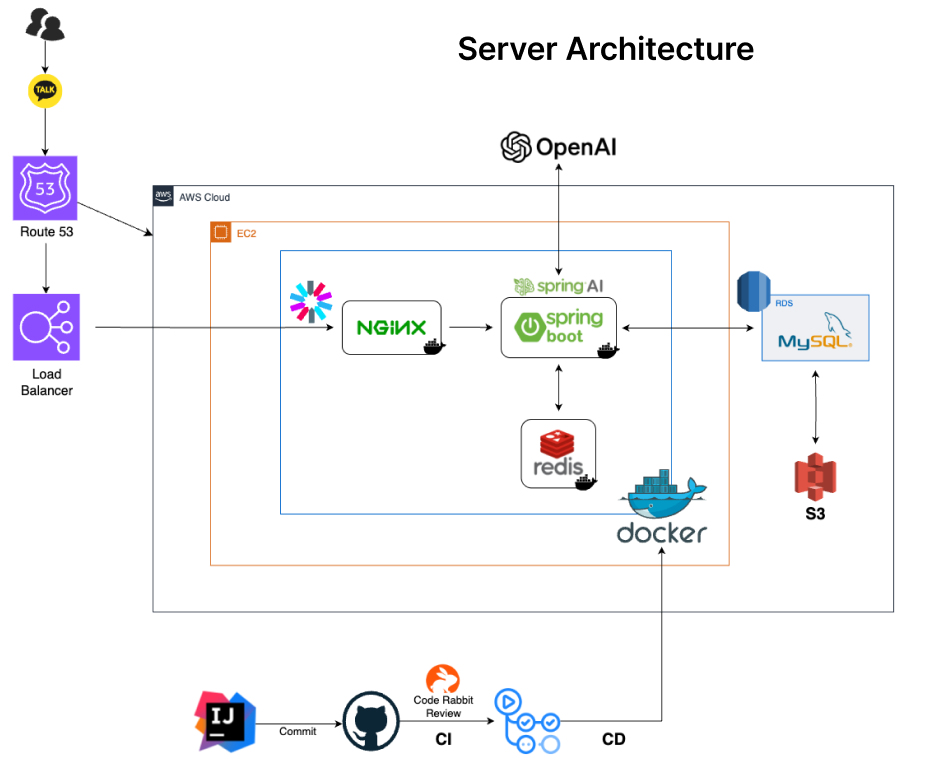 Server Architecture
TALK
OpenAI
53
Route 53
aws
AWS Cloud
EC2
spring AI
NGINX
spring
boot
RDS
MySQL
Load
Balancer
redis
docker
S3
IJ
Commit
Code Rabbit
Review
CI
CD